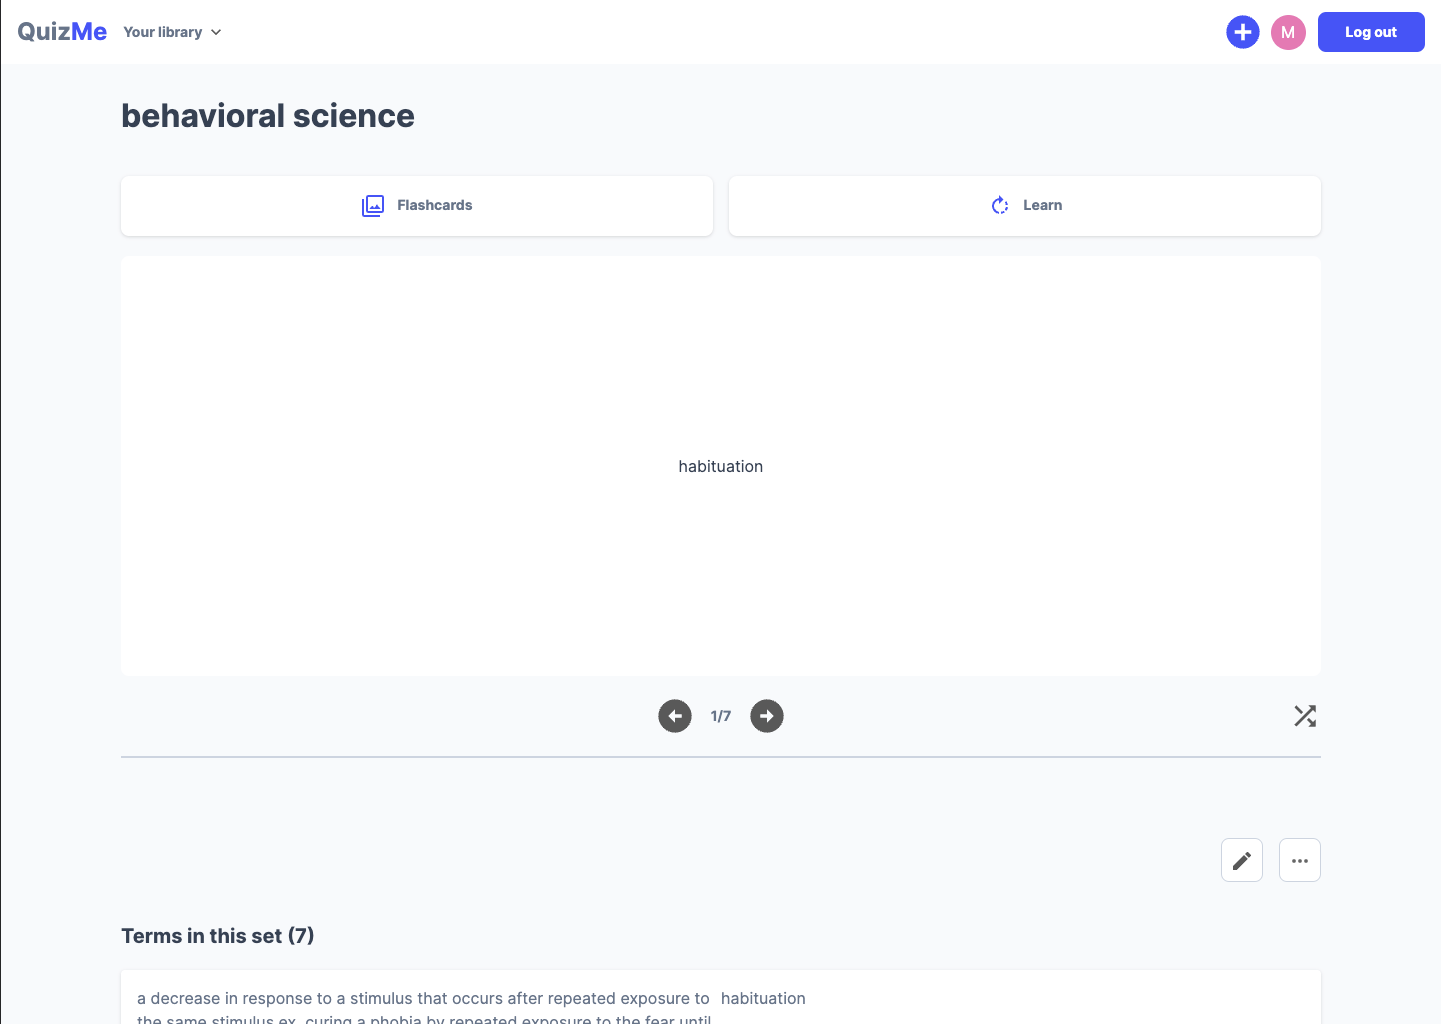 QuizMe Your library M Log out
behavioral science
Flashcards Learn
habituation
1/7
Terms in this set (7)
a decrease in response to a stimulus that occurs after repeated exposure to habituation
the same stimulus ex. curing a phobia by repeated exposure to the fear until